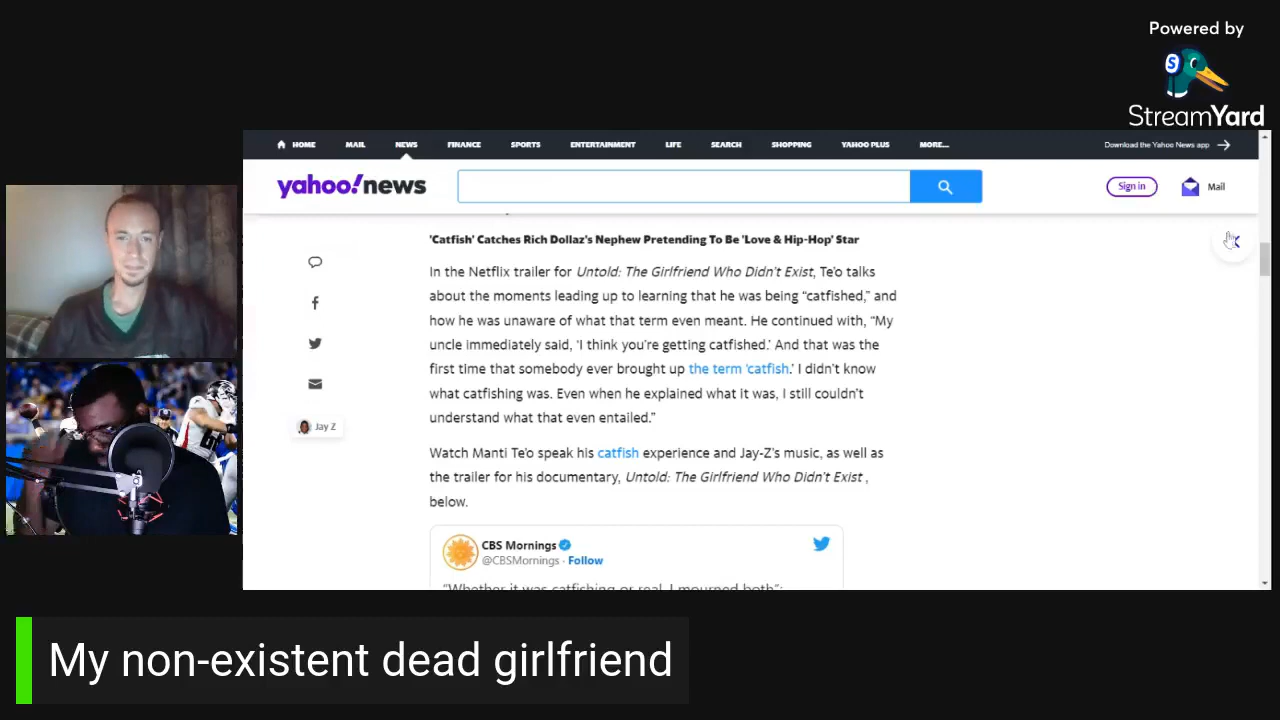 Powered by
S
StreamYard
HOME MAIL NEWS FINANCE SPORTS ENTERTAINMENT LIFE SEARCH SHOPPING YAHOO PLUS MORE... Download the Yahoo News app
yahoo!news Sign in Mail
'Catfish' Catches Rich Dollaz's Nephew Pretending To Be 'Love & Hip-Hop' Star
In the Netflix trailer for Untold: The Girlfriend Who Didn't Exist, Te'o talks
about the moments leading up to learning that he was being “catfished,” and
how he was unaware of what that term even meant. He continued with, “My
uncle immediately said, ‘I think you’re getting catfished.’ And that was the
first time that somebody ever brought up the term ‘catfish.’ I didn’t know
what catfishing was. Even when he explained what it was, I still couldn’t
understand what that even entailed.”
Jay Z
Watch Manti Te'o speak his catfish experience and Jay-Z's music, as well as
the trailer for his documentary, Untold: The Girlfriend Who Didn't Exist ,
below.
CBS Mornings
@CBSMornings · Follow
“Whether it was catfishing or real, I mourned both”:
My non-existent dead girlfriend